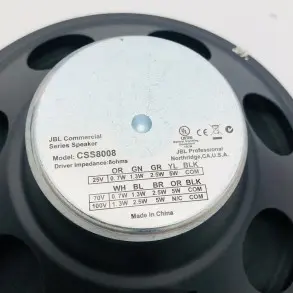 JBL Commercial
Series Speaker
Model: CSS8008
Driver Impedance:8ohms
JBL Professional
Northridge,CA,U.S.A.
OR GN GR YL BLK
25V 0.7W 1.3W 2.5W 5W COM
WH BL BR OR BLK
70V 0.7W 1.3W 2.5W 5W COM
100V 1.3W 2.5W 5W N/C COM
Made In China